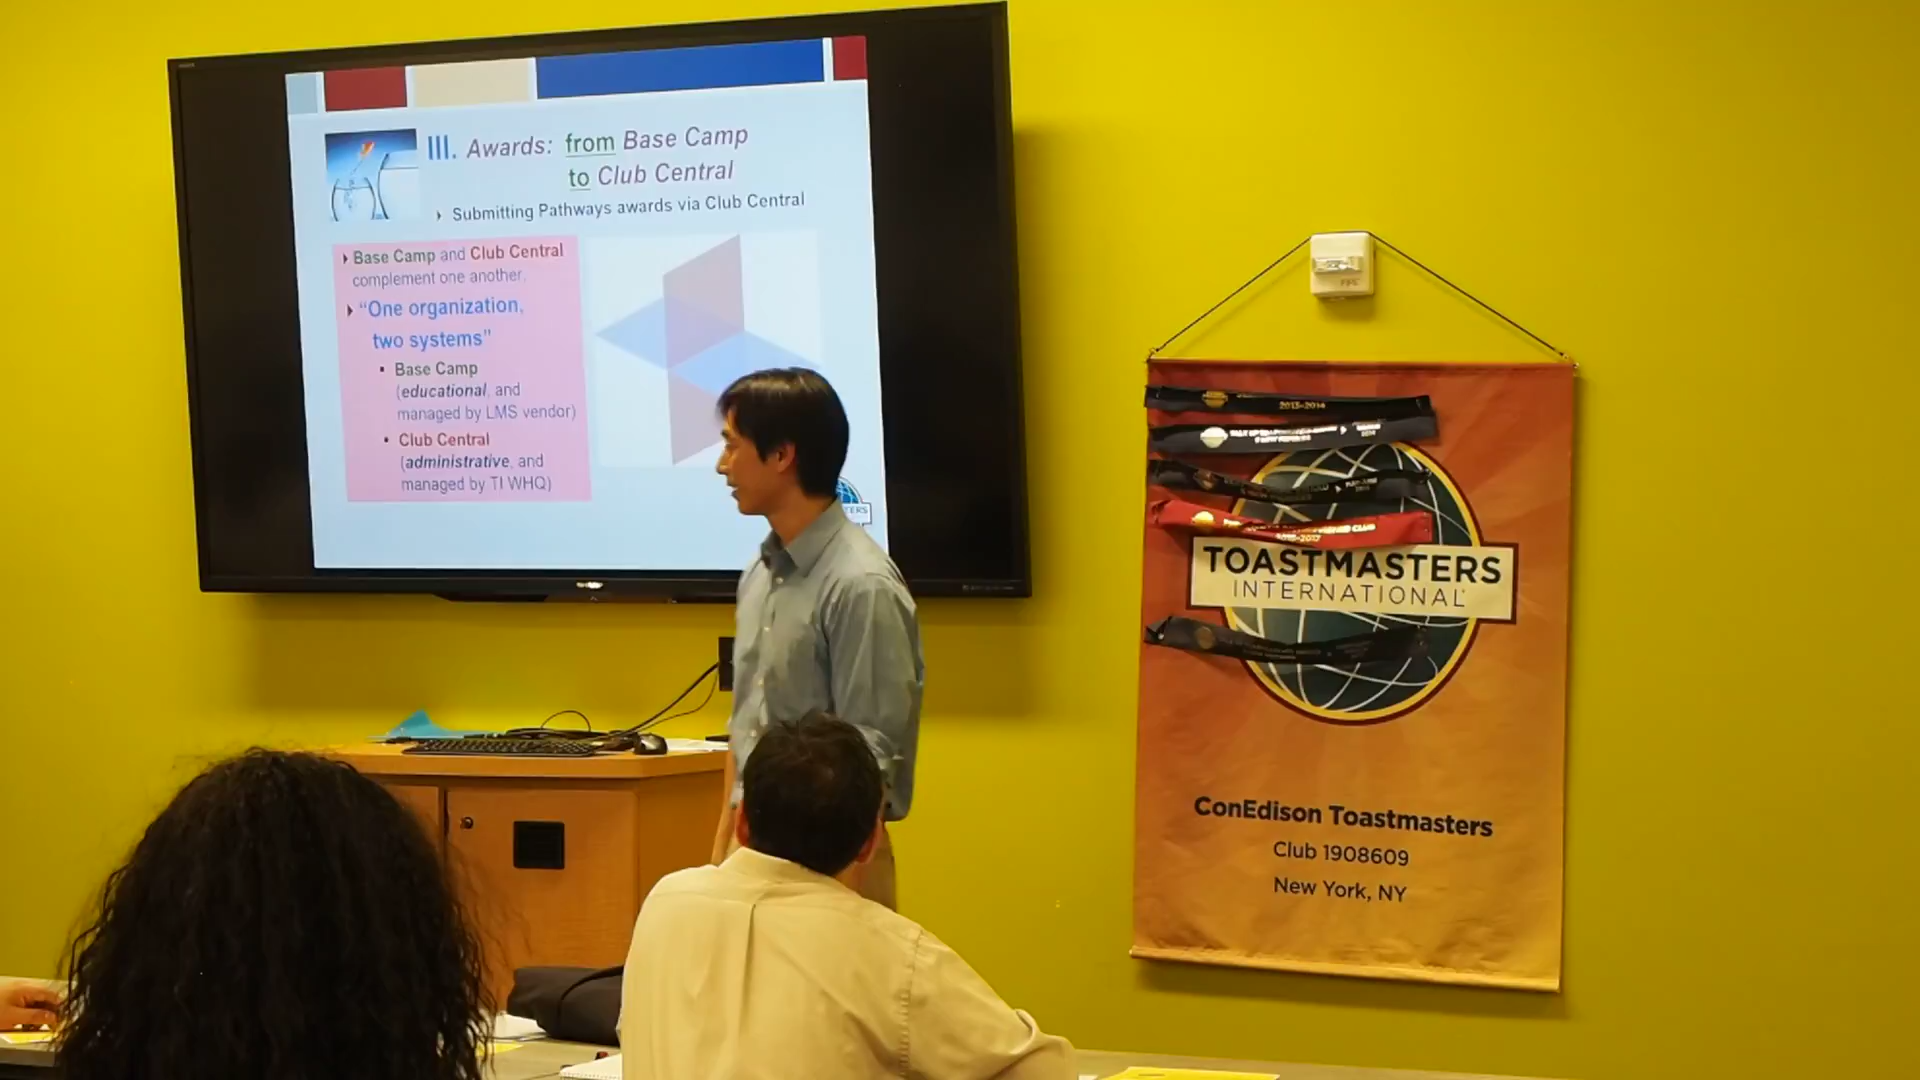 III. Awards: from Base Camp
to Club Central
Submitting Pathways awards via Club Central
Base Camp and Club Central
complement one another.
"One organization,
two systems"
Base Camp
(educational, and
managed by LMS vendor)
Club Central
(administrative, and
managed by TI WHQ)
TERS
FIRE
2013-2014
TOASTMASTERS
INTERNATIONAL
ConEdison Toastmasters
Club 1908609
New York, NY